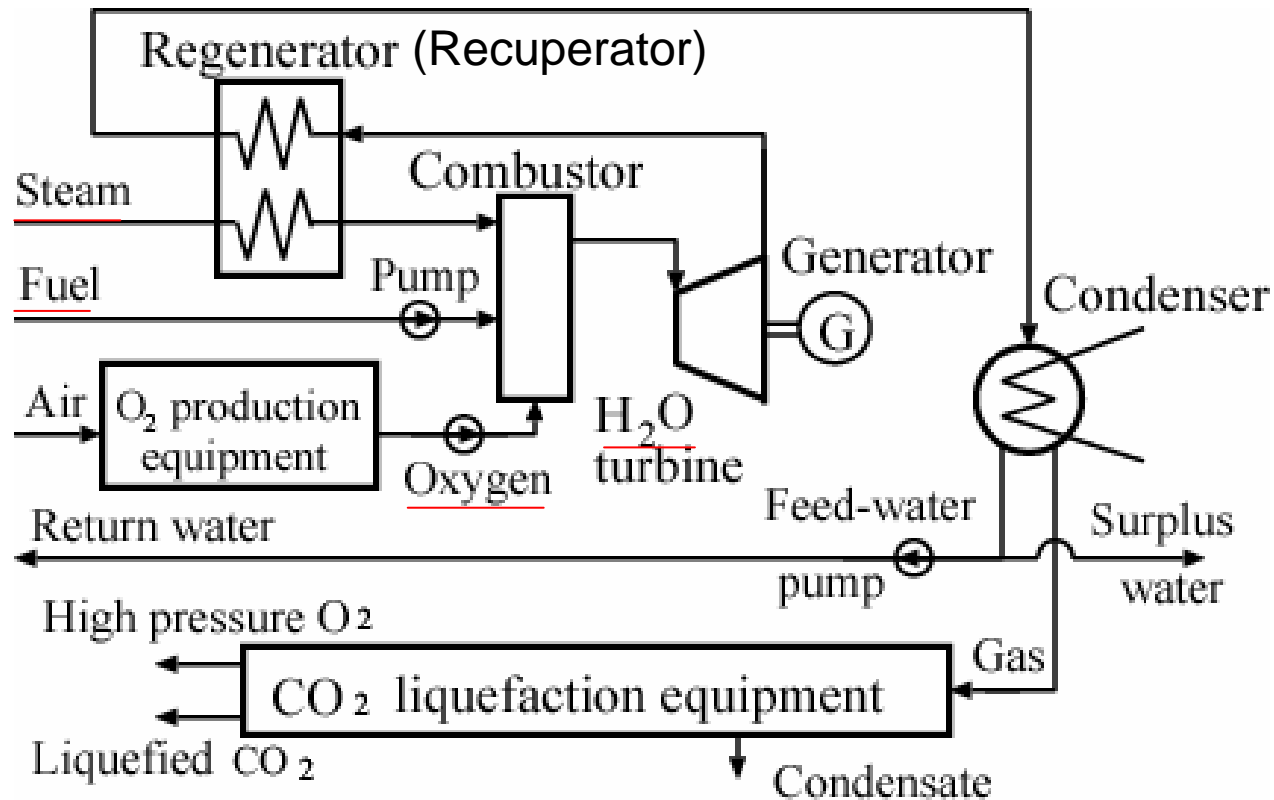 Regenerator (Recuperator)
Combustor
Steam
Generator
Pump
Fuel
Condenser
G
Air
O2 production
equipment
H2O
turbine
Oxygen
Feed-water
pump
Surplus
water
Return water
High pressure O2
Gas
CO2 liquefaction equipment
Liquefied CO2
Condensate